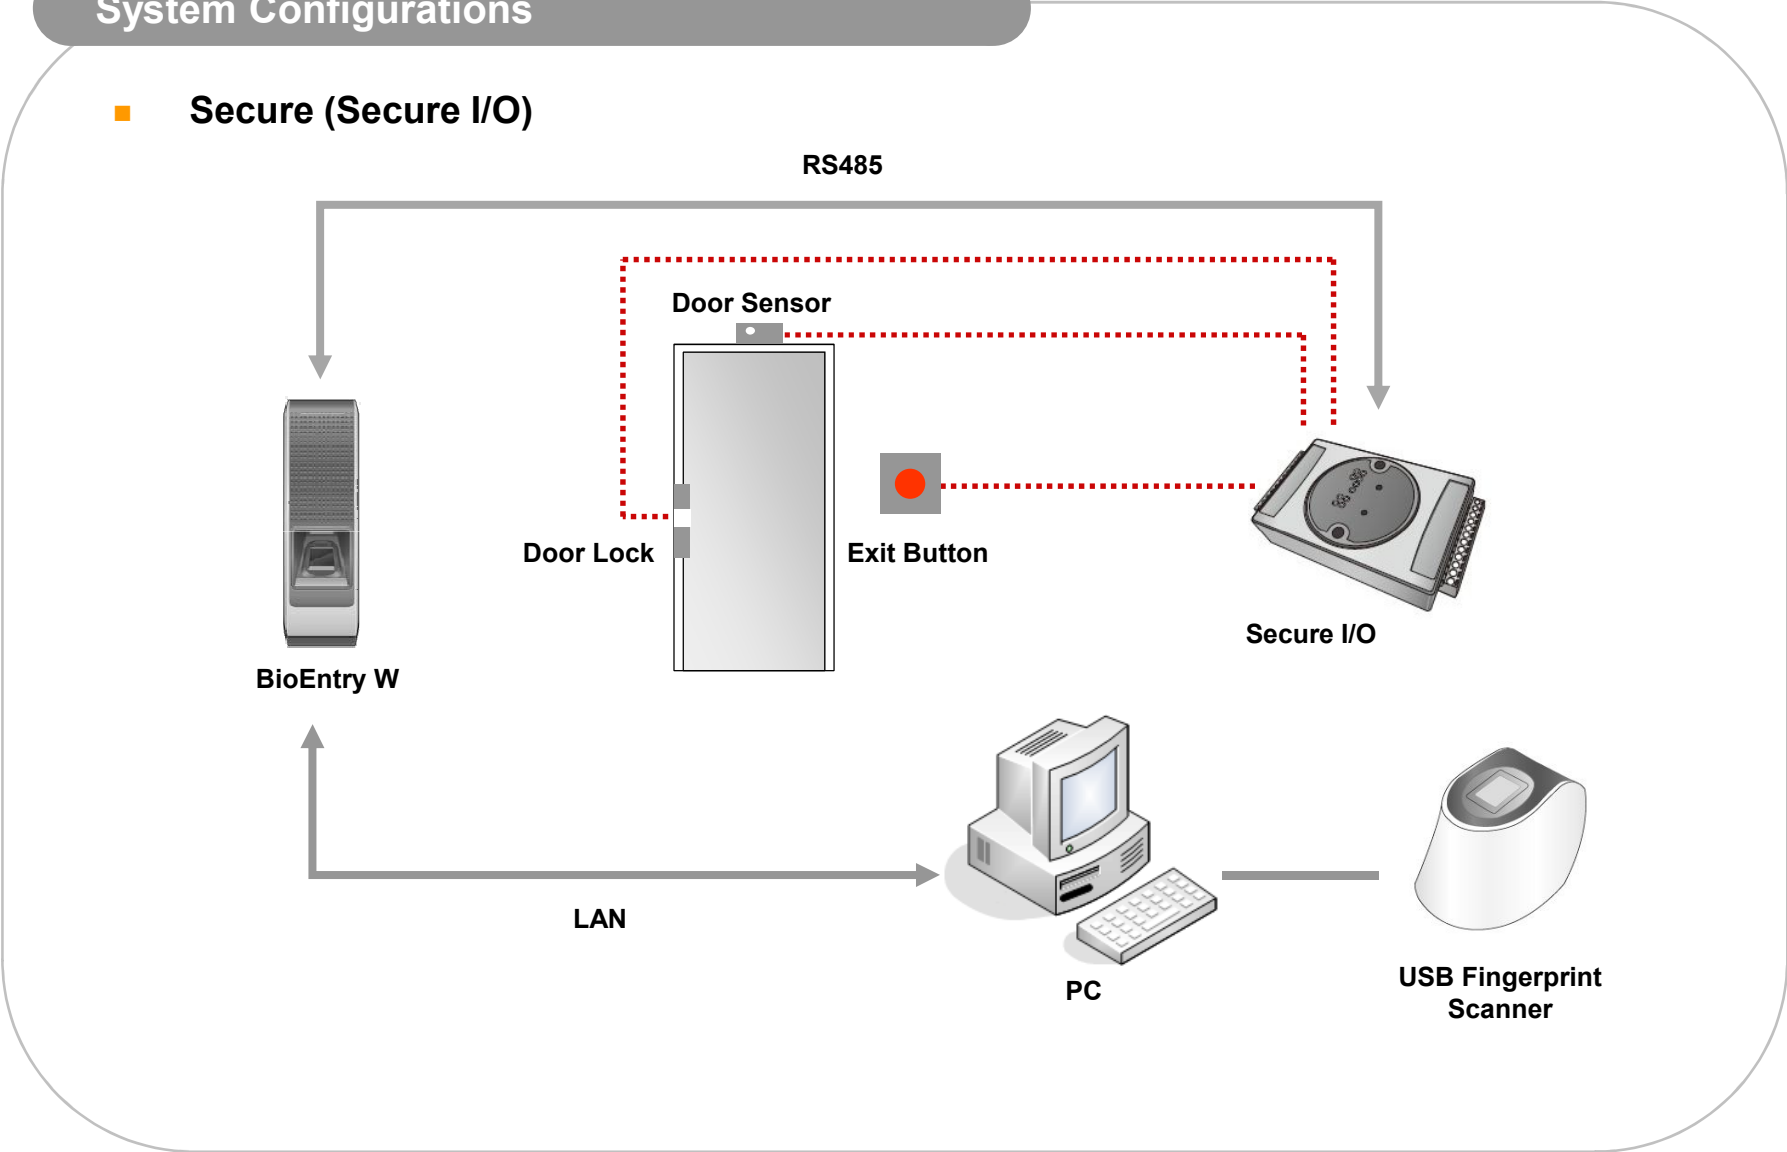 System Configurations
Secure (Secure I/O)
RS485
Door Sensor
Door Lock
Exit Button
Secure I/O
BioEntry W
LAN
PC
USB Fingerprint
Scanner